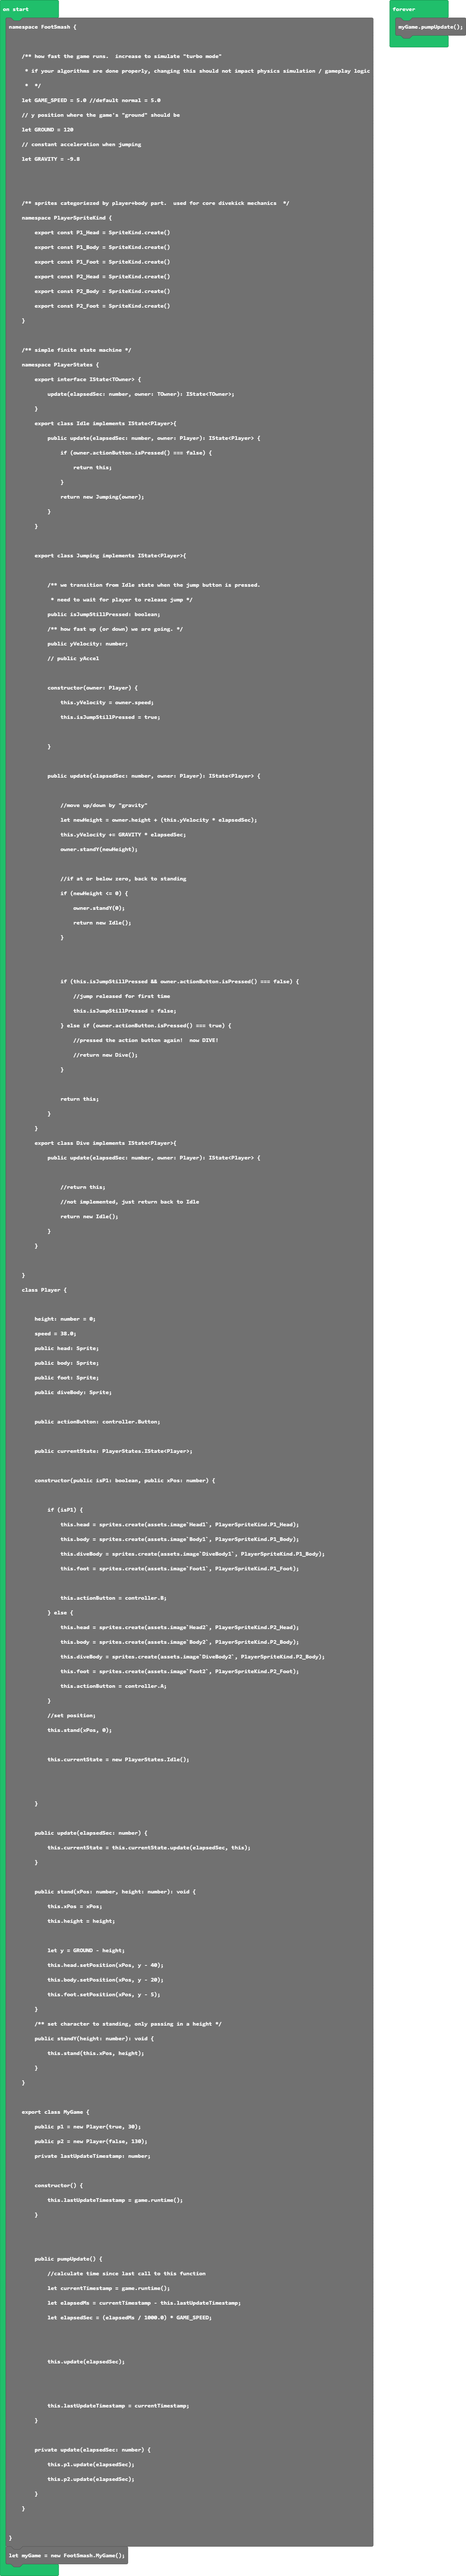 on start
namespace FootSmash {
/** how fast the game runs.  increase to simulate "turbo mode"
* if your algorithms are done properly, changing this should not impact physics simulation / gameplay logic
*  */
let GAME_SPEED = 5.0 //default normal = 5.0
// y position where the game's "ground" should be
let GROUND = 120
// constant acceleration when jumping
let GRAVITY = -9.8
/** sprites categoriezed by player+body part.  used for core divekick mechanics  */
namespace PlayerSpriteKind {
export const P1_Head = SpriteKind.create()
export const P1_Body = SpriteKind.create()
export const P1_Foot = SpriteKind.create()
export const P2_Head = SpriteKind.create()
export const P2_Body = SpriteKind.create()
export const P2_Foot = SpriteKind.create()
}
/** simple finite state machine */
namespace PlayerStates {
export interface IState<TOwner> {
update(elapsedSec: number, owner: TOwner): IState<TOwner>;
}
export class Idle implements IState<Player>{
public update(elapsedSec: number, owner: Player): IState<Player> {
if (owner.actionButton.isPressed() === false) {
return this;
}
return new Jumping(owner);
}
}
export class Jumping implements IState<Player>{
/** we transition from Idle state when the jump button is pressed.
* need to wait for player to release jump */
public isJumpStillPressed: boolean;
/** how fast up (or down) we are going. */
public yVelocity: number;
// public yAccel
constructor(owner: Player) {
this.yVelocity = owner.speed;
this.isJumpStillPressed = true;
}
public update(elapsedSec: number, owner: Player): IState<Player> {
//move up/down by "gravity"
let newHeight = owner.height + (this.yVelocity * elapsedSec);
this.yVelocity += GRAVITY * elapsedSec;
owner.standY(newHeight);
//if at or below zero, back to standing
if (newHeight <= 0) {
owner.standY(0);
return new Idle();
}
if (this.isJumpStillPressed && owner.actionButton.isPressed() === false) {
//jump released for first time
this.isJumpStillPressed = false;
} else if (owner.actionButton.isPressed() === true) {
//pressed the action button again!  now DIVE!
//return new Dive();
}
return this;
}
}
export class Dive implements IState<Player>{
public update(elapsedSec: number, owner: Player): IState<Player> {
//return this;
//not implemented, just return back to Idle
return new Idle();
}
}
}
class Player {
height: number = 0;
speed = 38.0;
public head: Sprite;
public body: Sprite;
public foot: Sprite;
public diveBody: Sprite;
public actionButton: controller.Button;
public currentState: PlayerStates.IState<Player>;
constructor(public isP1: boolean, public xPos: number) {
if (isP1) {
this.head = sprites.create(assets.image`Head1`, PlayerSpriteKind.P1_Head);
this.body = sprites.create(assets.image`Body1`, PlayerSpriteKind.P1_Body);
this.diveBody = sprites.create(assets.image`DiveBody1`, PlayerSpriteKind.P1_Body);
this.foot = sprites.create(assets.image`Foot1`, PlayerSpriteKind.P1_Foot);
this.actionButton = controller.B;
} else {
this.head = sprites.create(assets.image`Head2`, PlayerSpriteKind.P2_Head);
this.body = sprites.create(assets.image`Body2`, PlayerSpriteKind.P2_Body);
this.diveBody = sprites.create(assets.image`DiveBody2`, PlayerSpriteKind.P2_Body);
this.foot = sprites.create(assets.image`Foot2`, PlayerSpriteKind.P2_Foot);
this.actionButton = controller.A;
}
//set position;
this.stand(xPos, 0);
this.currentState = new PlayerStates.Idle();
}
public update(elapsedSec: number) {
this.currentState = this.currentState.update(elapsedSec, this);
}
public stand(xPos: number, height: number): void {
this.xPos = xPos;
this.height = height;
let y = GROUND - height;
this.head.setPosition(xPos, y - 40);
this.body.setPosition(xPos, y - 20);
this.foot.setPosition(xPos, y - 5);
}
/** set character to standing, only passing in a height */
public standY(height: number): void {
this.stand(this.xPos, height);
}
}
export class MyGame {
public p1 = new Player(true, 30);
public p2 = new Player(false, 130);
private lastUpdateTimestamp: number;
constructor() {
this.lastUpdateTimestamp = game.runtime();
}
public pumpUpdate() {
//calculate time since last call to this function
let currentTimestamp = game.runtime();
let elapsedMs = currentTimestamp - this.lastUpdateTimestamp;
let elapsedSec = (elapsedMs / 1000.0) * GAME_SPEED;
this.update(elapsedSec);
this.lastUpdateTimestamp = currentTimestamp;
}
private update(elapsedSec: number) {
this.p1.update(elapsedSec);
this.p2.update(elapsedSec);
}
}
}
let myGame = new FootSmash.MyGame();
forever
myGame.pumpUpdate();